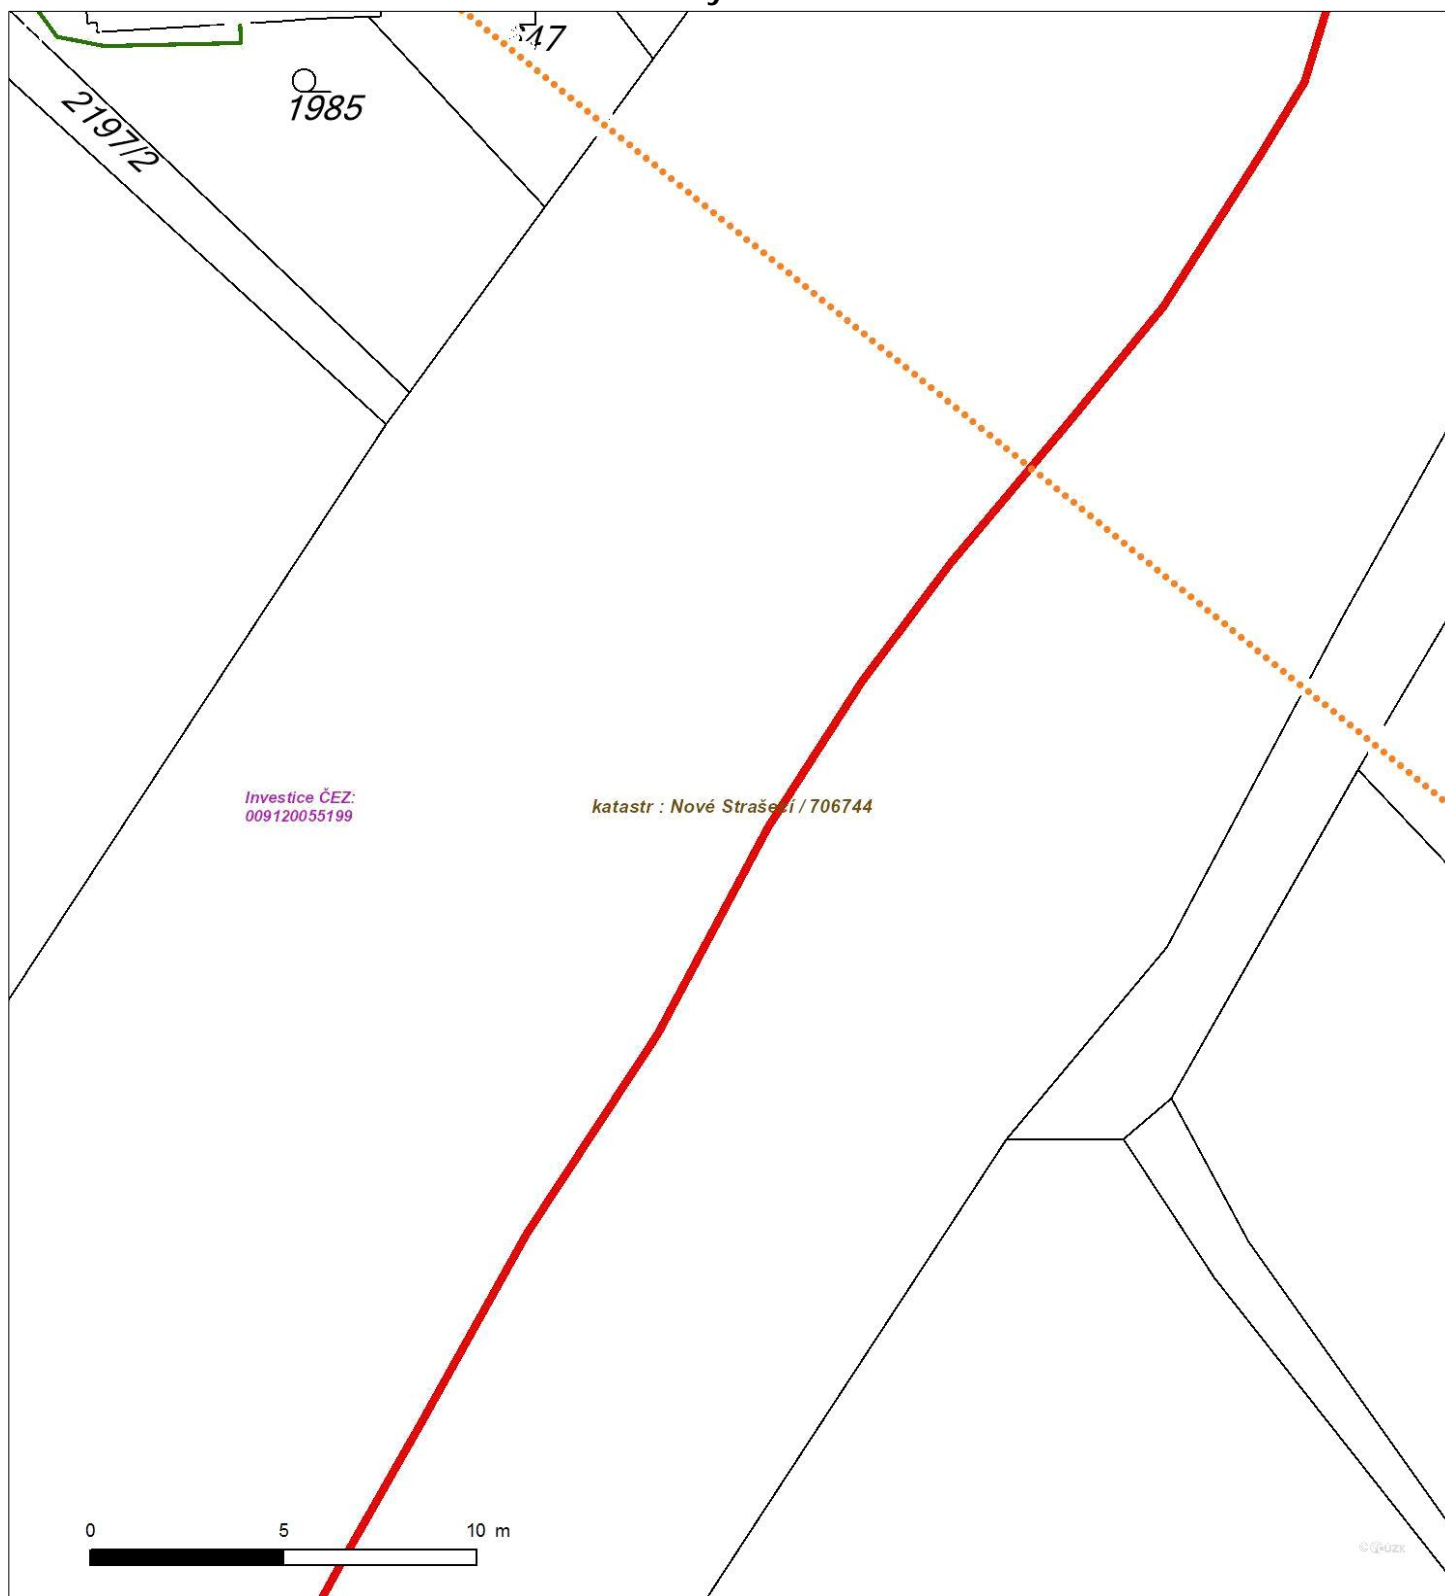 1985
2197/2
Investice ČEZ:
009120055199
katastr : Nové Strašecí / 706744
0 5 10 m